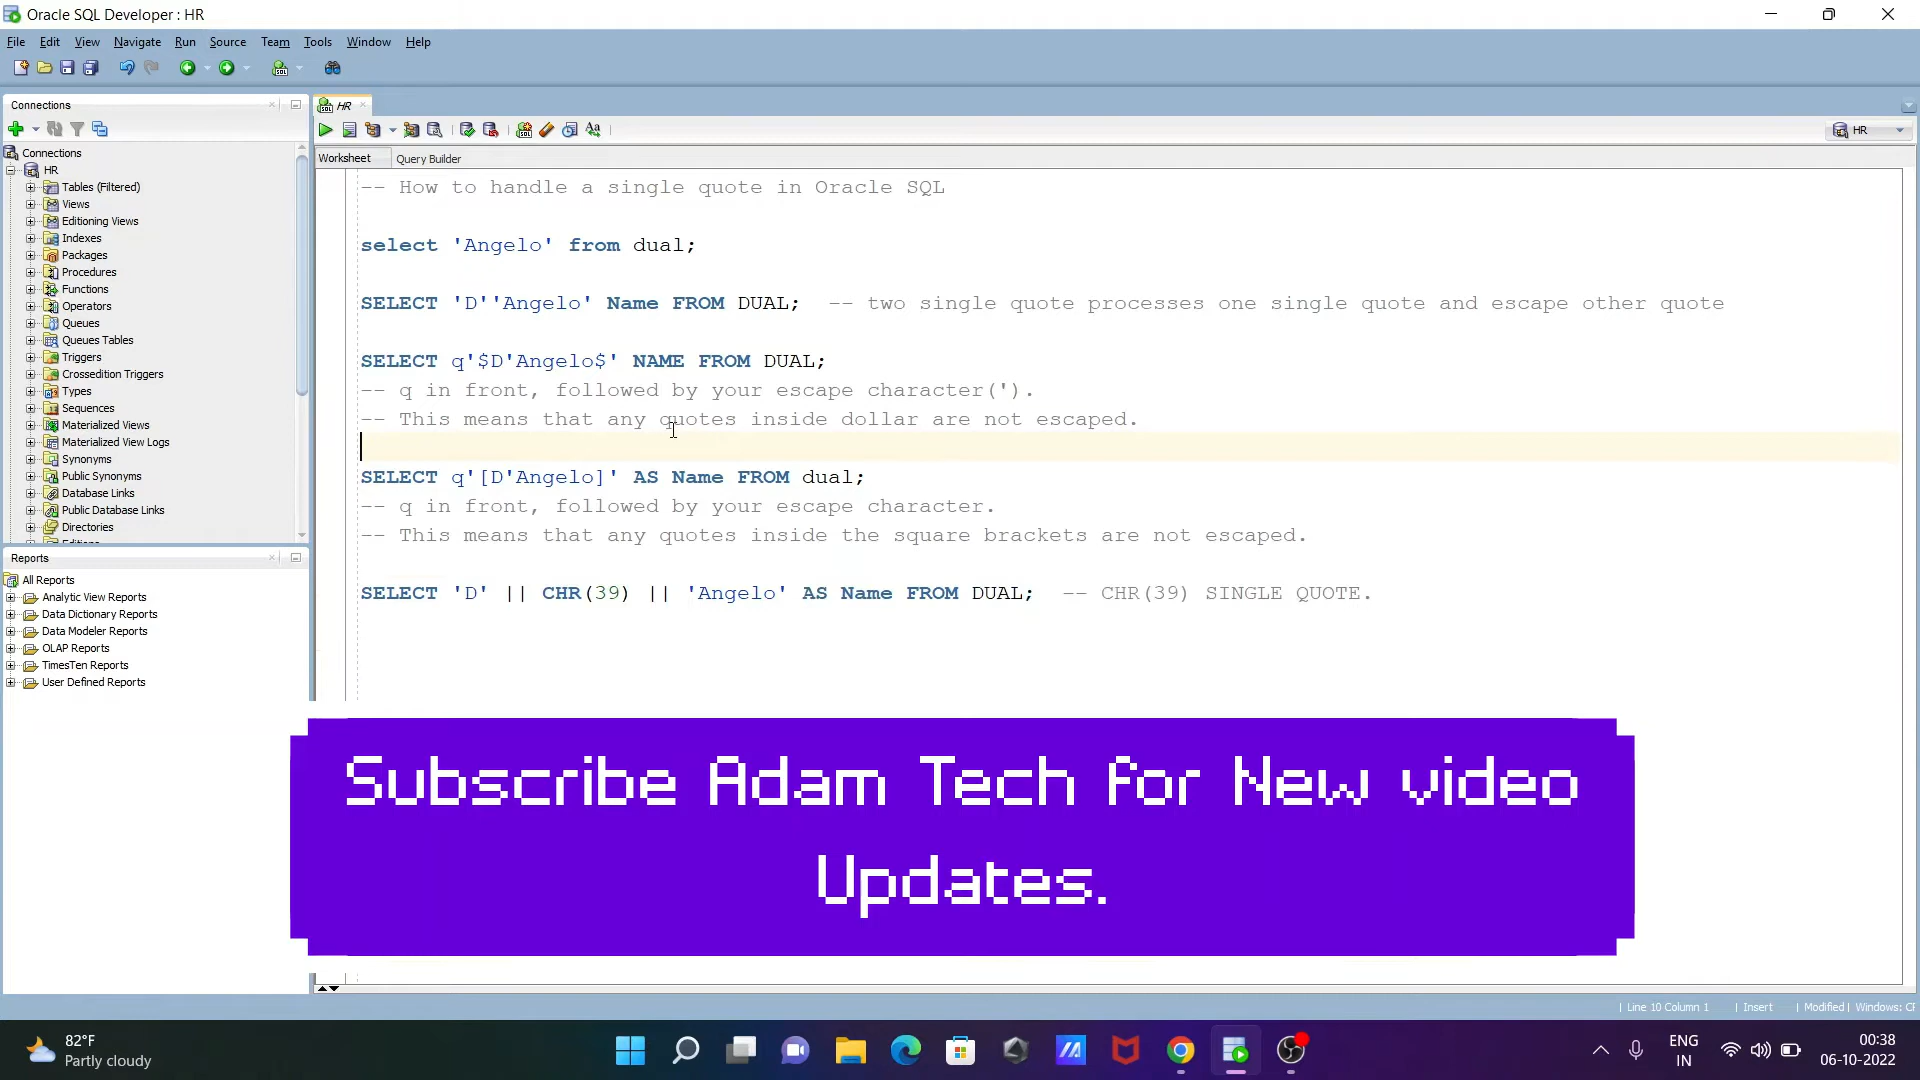 Oracle SQL Developer : HR
File Edit View Navigate Run Source Team Tools Window Help
Connections
HR
HR
Worksheet Query Builder
Connections
HR
Tables (Filtered)
Views
Editioning Views
Indexes
Packages
Procedures
Functions
Operators
Queues
Queues Tables
Triggers
Crossedition Triggers
Types
Sequences
Materialized Views
Materialized View Logs
Synonyms
Public Synonyms
Database Links
Public Database Links
Directories
Reports
All Reports
Analytic View Reports
Data Dictionary Reports
Data Modeler Reports
OLAP Reports
TimesTen Reports
User Defined Reports
-- How to handle a single quote in Oracle SQL
select 'Angelo' from dual;
SELECT 'D''Angelo' Name FROM DUAL;  -- two single quote processes one single quote and escape other quote
SELECT q'$D'Angelo$' NAME FROM DUAL;
-- q in front, followed by your escape character(').
-- This means that any quotes inside dollar are not escaped.
SELECT q'[D'Angelo]' AS Name FROM dual;
-- q in front, followed by your escape character.
-- This means that any quotes inside the square brackets are not escaped.
SELECT 'D' || CHR(39) || 'Angelo' AS Name FROM DUAL;  -- CHR(39) SINGLE QUOTE.
Subscribe Adam Tech for New video
Updates.
Line 10 Column 1 | Insert | Modified | Windows:
82°F
Partly cloudy
ENG
IN
00:38
06-10-2022